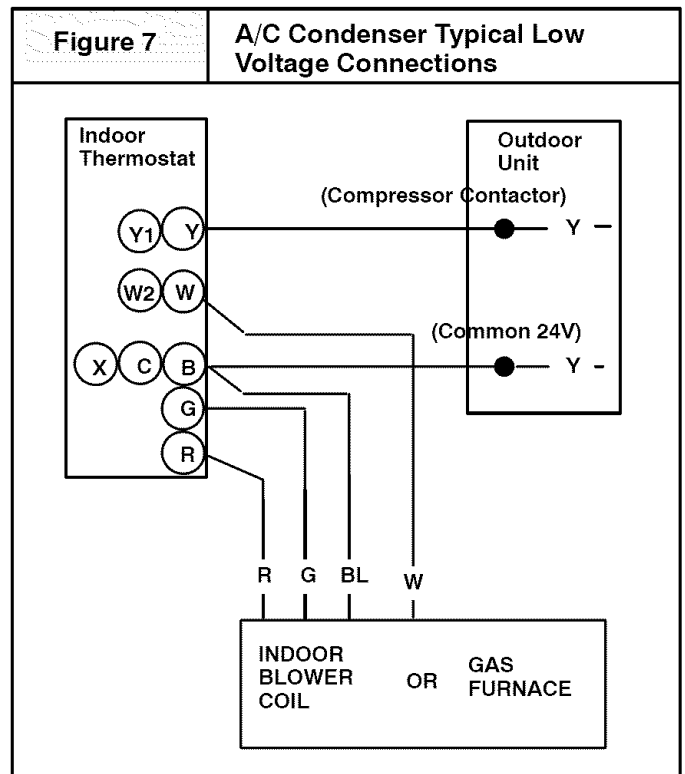 Figure 7
A/C Condenser Typical Low
Voltage Connections
Indoor
Thermostat
Outdoor
Unit
(Compressor Contactor)
Y1 Y
Y –
W2 W
(Common 24V)
X C B
Y -
G
R
R G BL W
INDOOR
BLOWER
COIL
OR
GAS
FURNACE